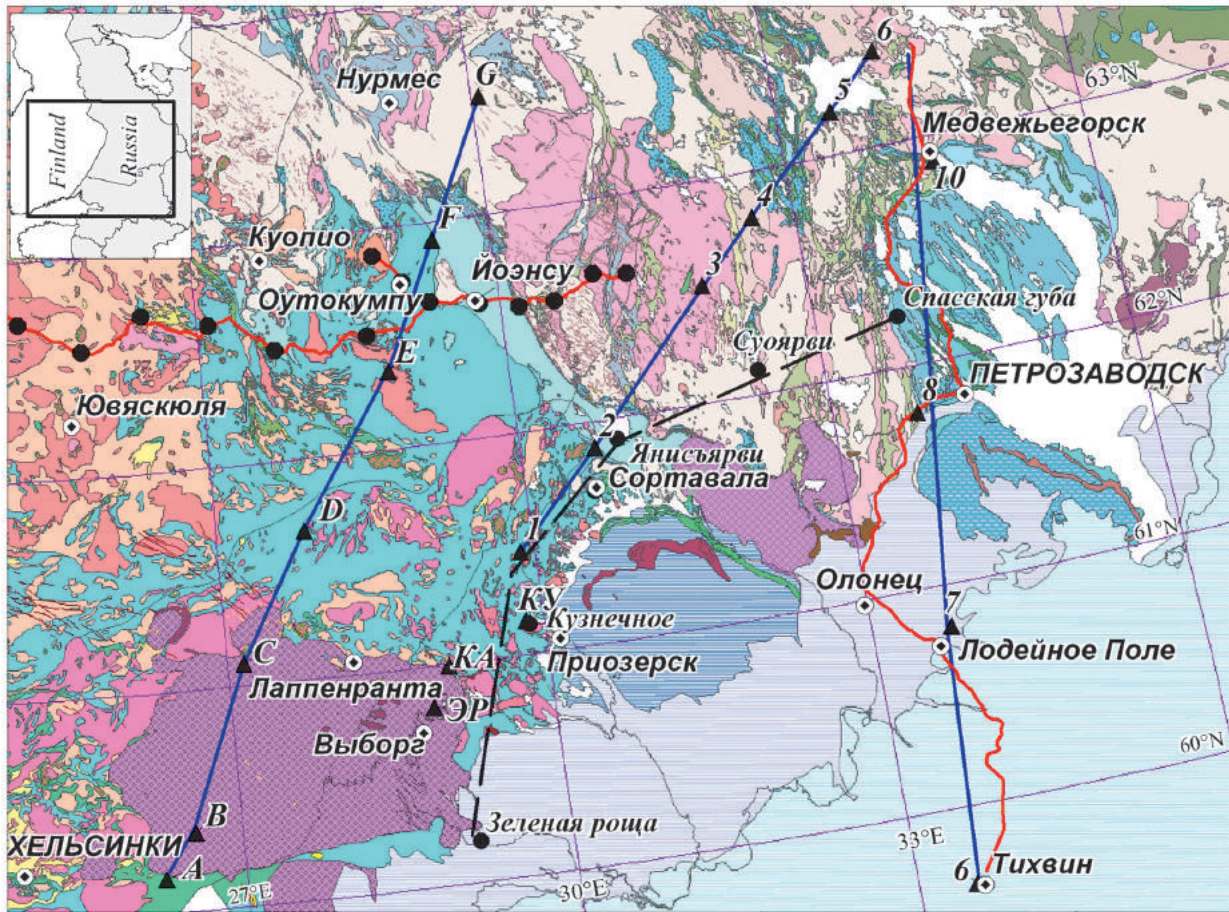 Finland
Russia
Нурмес
G
5
6
63°N
Медвежьегорск
10
4
F
Куопио
Йоэнсу
3
62°N
Оутокумпу
Спасская губа
Суоярви
E
ПЕТРОЗАВОДСК
Ювяскюля
8
2
Янисъярви
Сортавала
D
1
61°N
Олонец
КУ
Кузнечное
7
Приозерск
Лодейное Поле
C
КА
Лаппенранта
ЭР
Выборг
60°N
B
Зеленая роща
33°E
ХЕЛЬСИНКИ
A
27°E
30°E
6
Тихвин